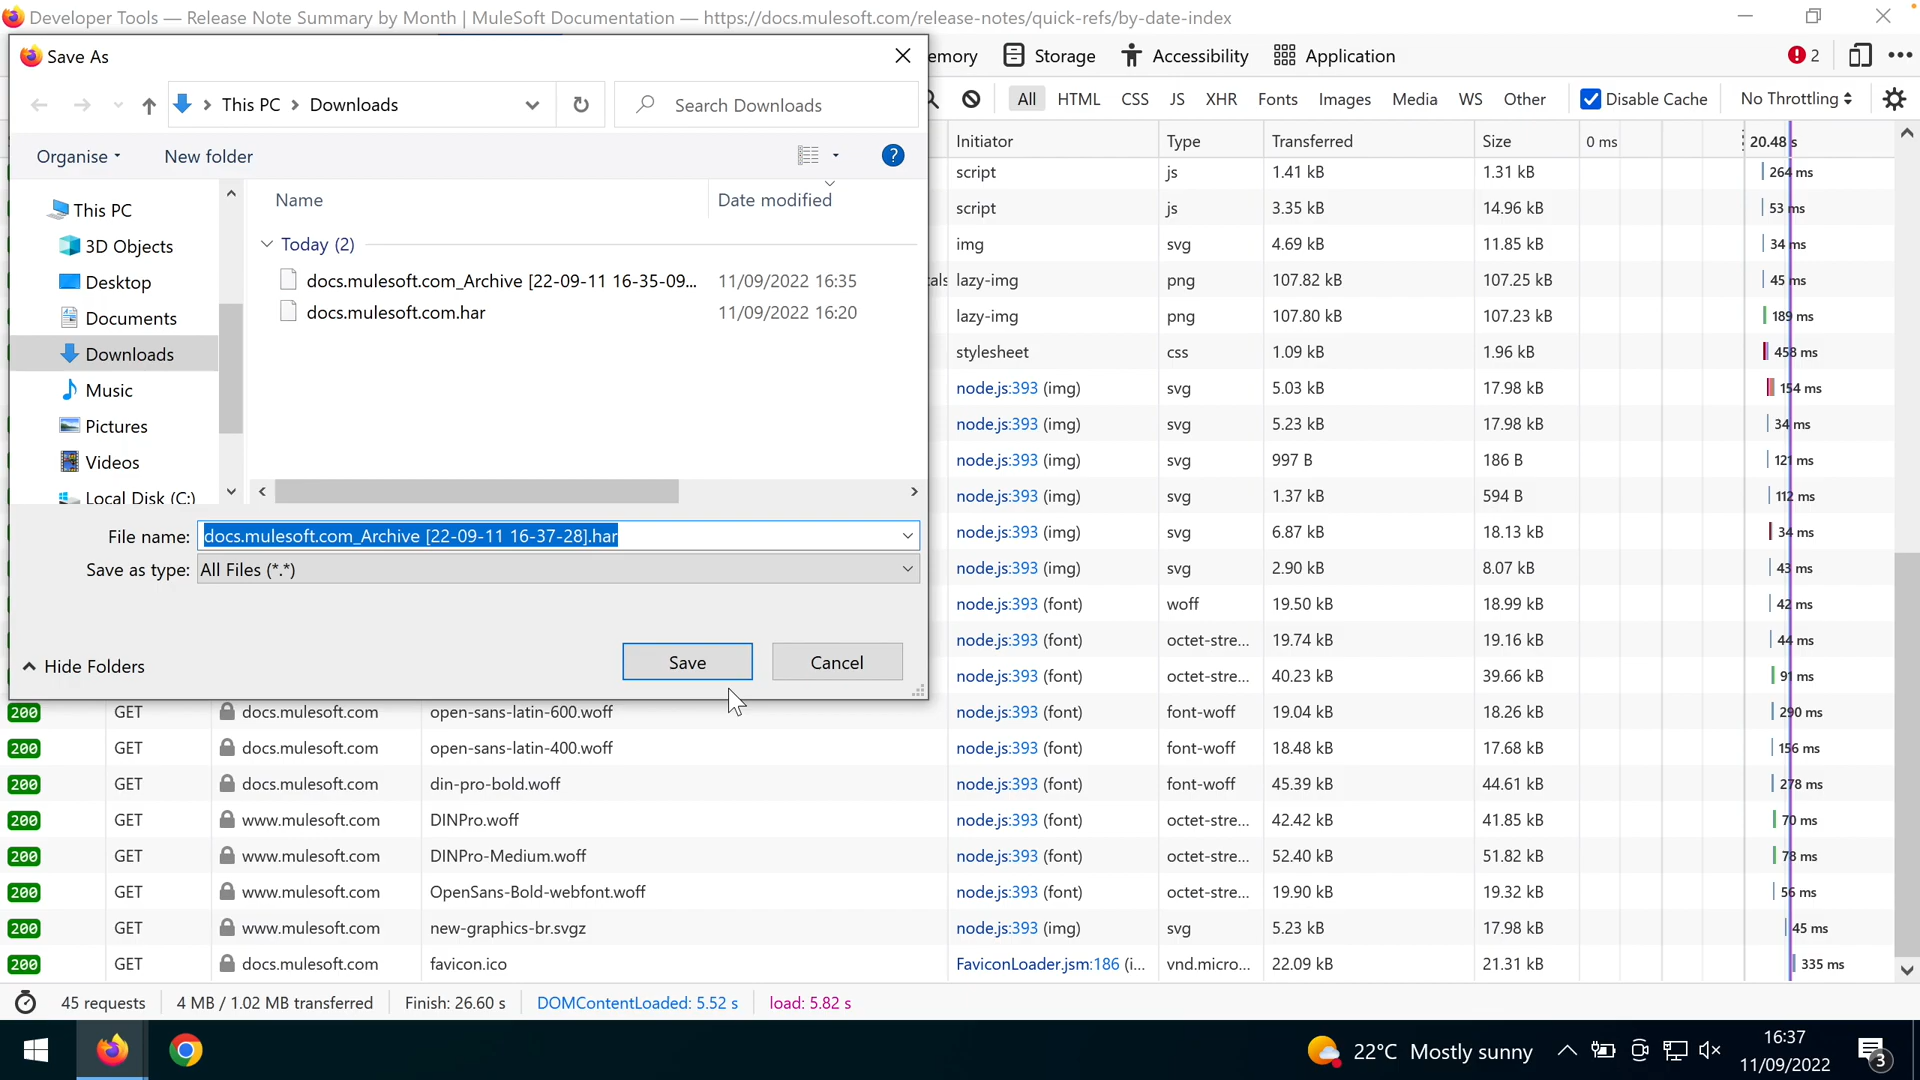 Developer Tools — Release Note Summary by Month | MuleSoft Documentation — https://docs.mulesoft.com/release-notes/quick-refs/by-date-index
Save As
emory Storage Accessibility Application 2
This PC Downloads Search Downloads
All HTML CSS JS XHR Fonts Images Media WS Other Disable Cache No Throttling
Organise New folder ?
Initiator Type Transferred Size 0 ms 20.48 s
script js 1.41 kB 1.31 kB 264 ms
Name Date modified
This PC
script js 3.35 kB 14.96 kB 53 ms
3D Objects Today (2)
img svg 4.69 kB 11.85 kB 34 ms
Desktop docs.mulesoft.com_Archive [22-09-11 16-35-09... 11/09/2022 16:35
als lazy-img png 107.82 kB 107.25 kB 45 ms
Documents docs.mulesoft.com.har 11/09/2022 16:20
lazy-img png 107.80 kB 107.23 kB 189 ms
Downloads
stylesheet css 1.09 kB 1.96 kB 458 ms
Music
node.js:393 (img) svg 5.03 kB 17.98 kB 154 ms
Pictures
node.js:393 (img) svg 5.23 kB 17.98 kB 34 ms
Videos
node.js:393 (img) svg 997 B 186 B 121 ms
Local Disk (C:)
node.js:393 (img) svg 1.37 kB 594 B 112 ms
File name: docs.mulesoft.com_Archive [22-09-11 16-37-28].har
node.js:393 (img) svg 6.87 kB 18.13 kB 34 ms
Save as type: All Files (*.*)
node.js:393 (img) svg 2.90 kB 8.07 kB 43 ms
node.js:393 (font) woff 19.50 kB 18.99 kB 42 ms
node.js:393 (font) octet-stre... 19.74 kB 19.16 kB 44 ms
Hide Folders Save Cancel
node.js:393 (font) octet-stre... 40.23 kB 39.66 kB 91 ms
200 GET docs.mulesoft.com open-sans-latin-600.woff node.js:393 (font) font-woff 19.04 kB 18.26 kB 290 ms
200 GET docs.mulesoft.com open-sans-latin-400.woff node.js:393 (font) font-woff 18.48 kB 17.68 kB 156 ms
200 GET docs.mulesoft.com din-pro-bold.woff node.js:393 (font) font-woff 45.39 kB 44.61 kB 278 ms
200 GET www.mulesoft.com DINPro.woff node.js:393 (font) octet-stre... 42.42 kB 41.85 kB 70 ms
200 GET www.mulesoft.com DINPro-Medium.woff node.js:393 (font) octet-stre... 52.40 kB 51.82 kB 78 ms
200 GET www.mulesoft.com OpenSans-Bold-webfont.woff node.js:393 (font) octet-stre... 19.90 kB 19.32 kB 56 ms
200 GET www.mulesoft.com new-graphics-br.svgz node.js:393 (img) svg 5.23 kB 17.98 kB 45 ms
200 GET docs.mulesoft.com favicon.ico FaviconLoader.jsm:186 (i... vnd.micro... 22.09 kB 21.31 kB 335 ms
45 requests 4 MB / 1.02 MB transferred Finish: 26.60 s DOMContentLoaded: 5.52 s load: 5.82 s
22°C Mostly sunny 16:37
11/09/2022 3